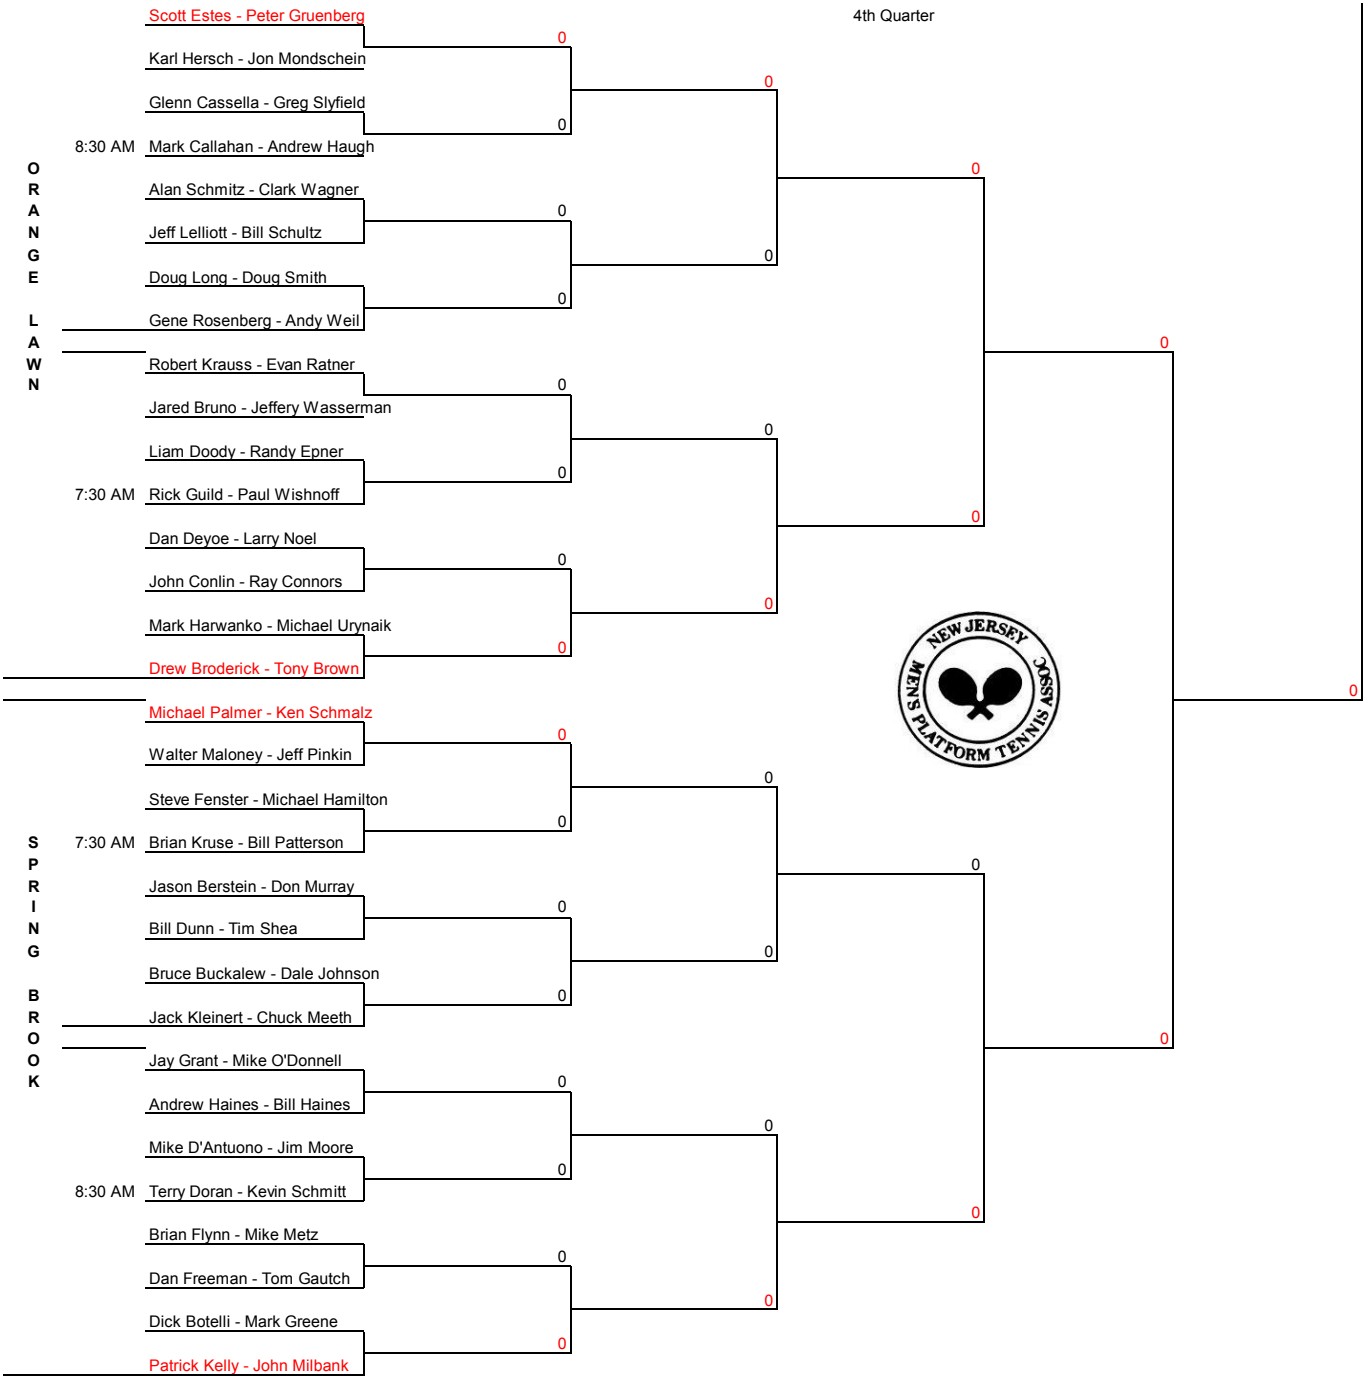 Scott Estes - Peter Gruenberg
4th Quarter
0
Karl Hersch - Jon Mondschein
0
Glenn Cassella - Greg Slyfield
0
8:30 AM Mark Callahan - Andrew Haugh
0
Alan Schmitz - Clark Wagner
0
Jeff Lelliott - Bill Schultz
0
Doug Long - Doug Smith
0
Gene Rosenberg - Andy Weil
0
Robert Krauss - Evan Ratner
0
Jared Bruno - Jeffery Wasserman
0
Liam Doody - Randy Epner
0
7:30 AM Rick Guild - Paul Wishnoff
0
Dan Deyoe - Larry Noel
0
John Conlin - Ray Connors
0
Mark Harwanko - Michael Urynaik
0
Drew Broderick - Tony Brown
0
Michael Palmer - Ken Schmalz
0
Walter Maloney - Jeff Pinkin
0
Steve Fenster - Michael Hamilton
0
7:30 AM Brian Kruse - Bill Patterson
0
Jason Berstein - Don Murray
0
Bill Dunn - Tim Shea
0
Bruce Buckalew - Dale Johnson
0
Jack Kleinert - Chuck Meeth
0
Jay Grant - Mike O'Donnell
0
Andrew Haines - Bill Haines
0
Mike D'Antuono - Jim Moore
0
8:30 AM Terry Doran - Kevin Schmitt
0
Brian Flynn - Mike Metz
0
Dan Freeman - Tom Gautch
0
Dick Botelli - Mark Greene
0
Patrick Kelly - John Milbank
ORANGE LAWN
SPRING BROOK
NEW JERSEY
MENS PLATFORM TENNIS ASSOC